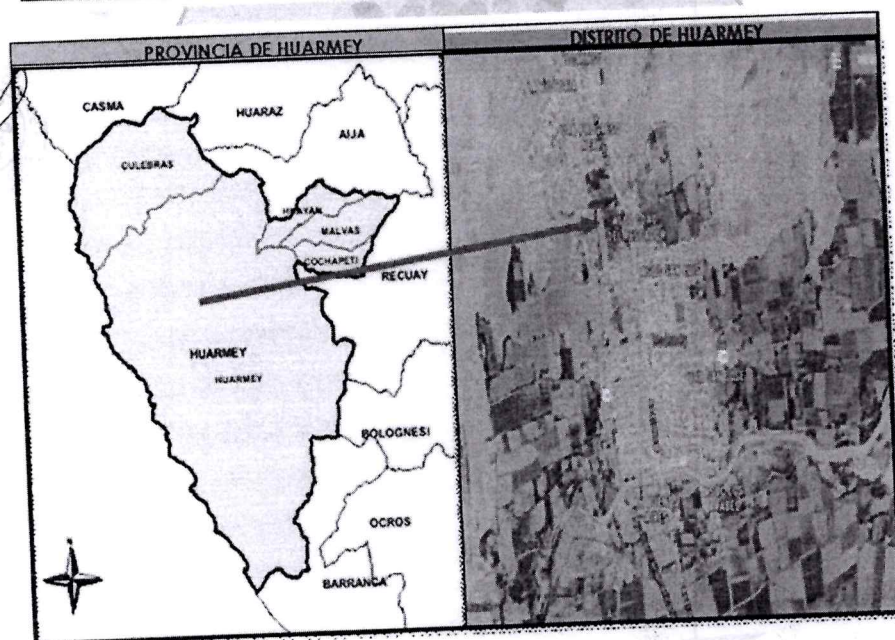 PROVINCIA DE HUARMEY
DISTRITO DE HUARMEY
CASMA
HUARAZ
AIJA
CULEBRAS
HUAYAN
MALVAS
COCHAPETI
RECUAY
HUARMEY
HUARMEY
BOLOGNESI
OCROS
BARRANCA